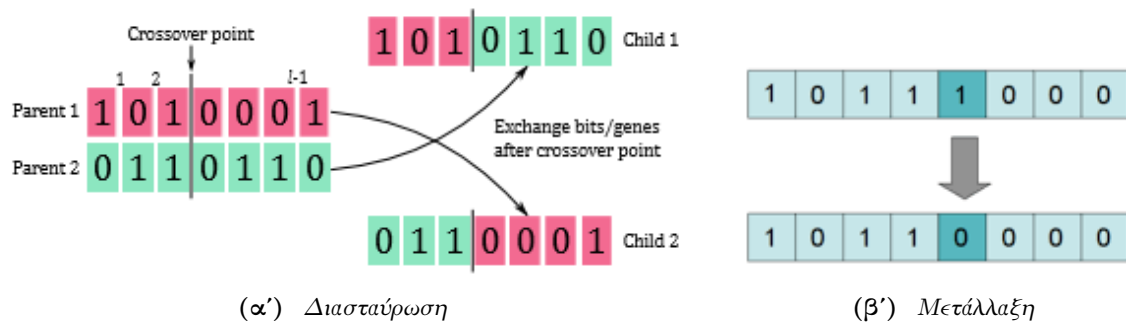 Crossover point
1 2 l-1
Parent 1 1 0 1 0 0 0 1
Parent 2 0 1 1 0 1 1 0
1 0 1 0 1 1 0 Child 1
Exchange bits/genes
after crossover point
0 1 1 0 0 0 1 Child 2
(α′) Διασταύρωση
1 0 1 1 1 0 0 0
1 0 1 1 0 0 0 0
(β′) Μετάλλαξη